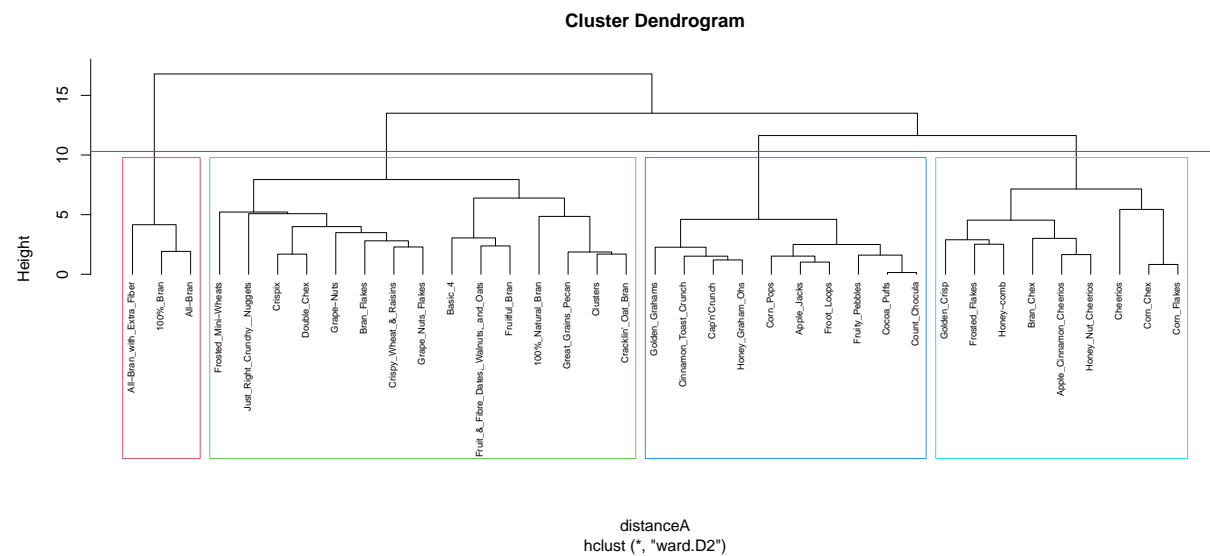 Cluster Dendrogram
Height
15
10
5
0
All−Bran_with_Extra_Fiber
100%_Bran
All−Bran
Frosted_Mini−Wheats
Just_Right_Crunchy__Nuggets
Crispix
Double_Chex
Grape−Nuts
Bran_Flakes
Crispy_Wheat_&_Raisins
Grape_Nuts_Flakes
Basic_4
Fruit_&_Fibre_Dates,_Walnuts,_and_Oats
Fruitful_Bran
100%_Natural_Bran
Great_Grains_Pecan
Clusters
Cracklin'_Oat_Bran
Golden_Grahams
Cinnamon_Toast_Crunch
Cap'n'Crunch
Honey_Graham_Ohs
Corn_Pops
Apple_Jacks
Froot_Loops
Fruity_Pebbles
Cocoa_Puffs
Count_Chocula
Golden_Crisp
Frosted_Flakes
Honey−comb
Bran_Chex
Apple_Cinnamon_Cheerios
Honey_Nut_Cheerios
Cheerios
Corn_Chex
Corn_Flakes
distanceA
hclust (*, "ward.D2")